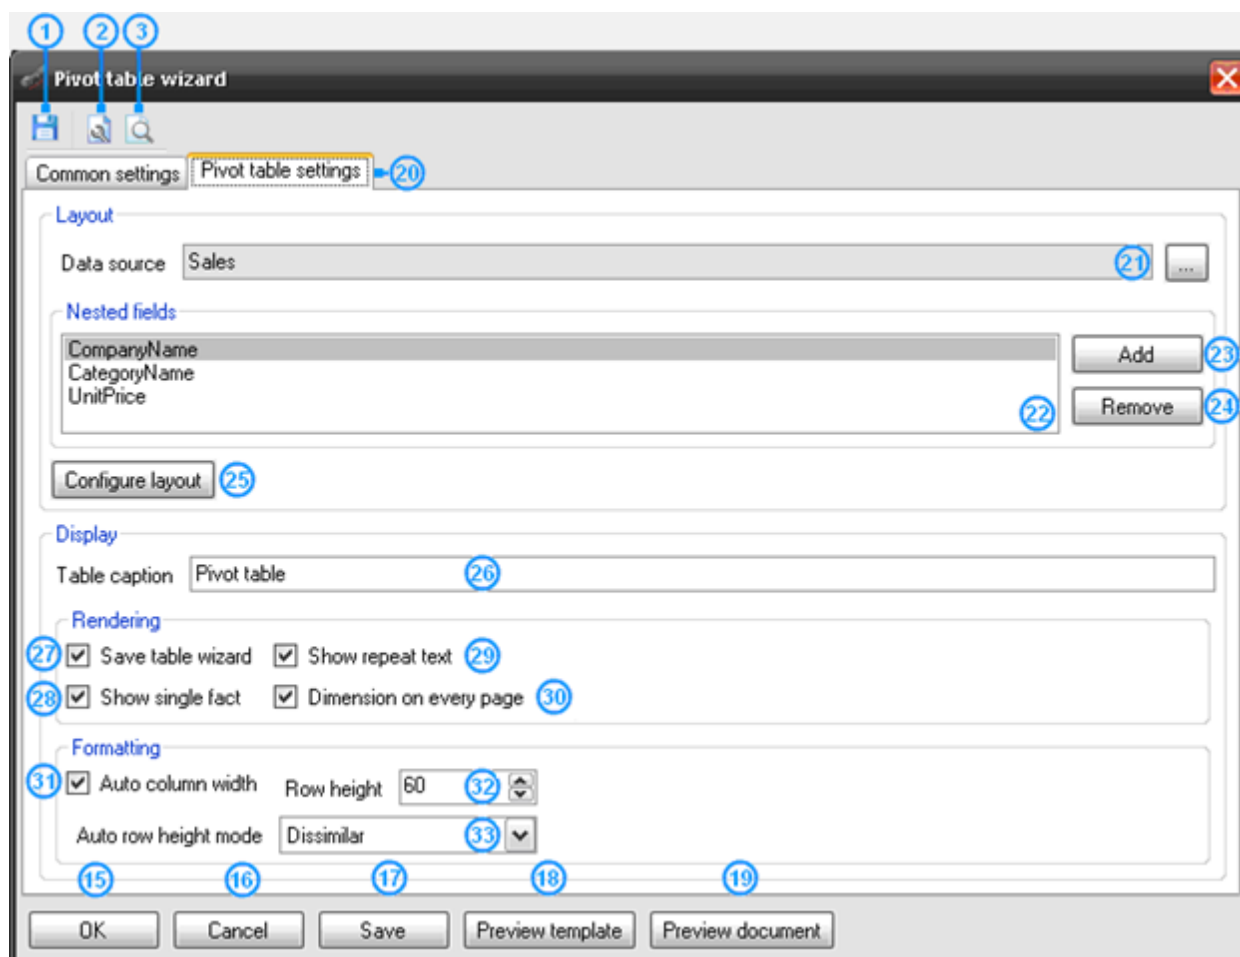 1 2 3
Pivot table wizard
Common settings Pivot table settings 20
Layout
Data source Sales 21 ...
Nested fields
CompanyName
CategoryName
UnitPrice
22
Add 23
Remove 24
Configure layout 25
Display
Table caption Pivot table 26
Rendering
27 Save table wizard Show repeat text 29
28 Show single fact Dimension on every page 30
Formatting
31 Auto column width Row height 60 32
Auto row height mode Dissimilar 33
15 16 17 18 19
OK Cancel Save Preview template Preview document